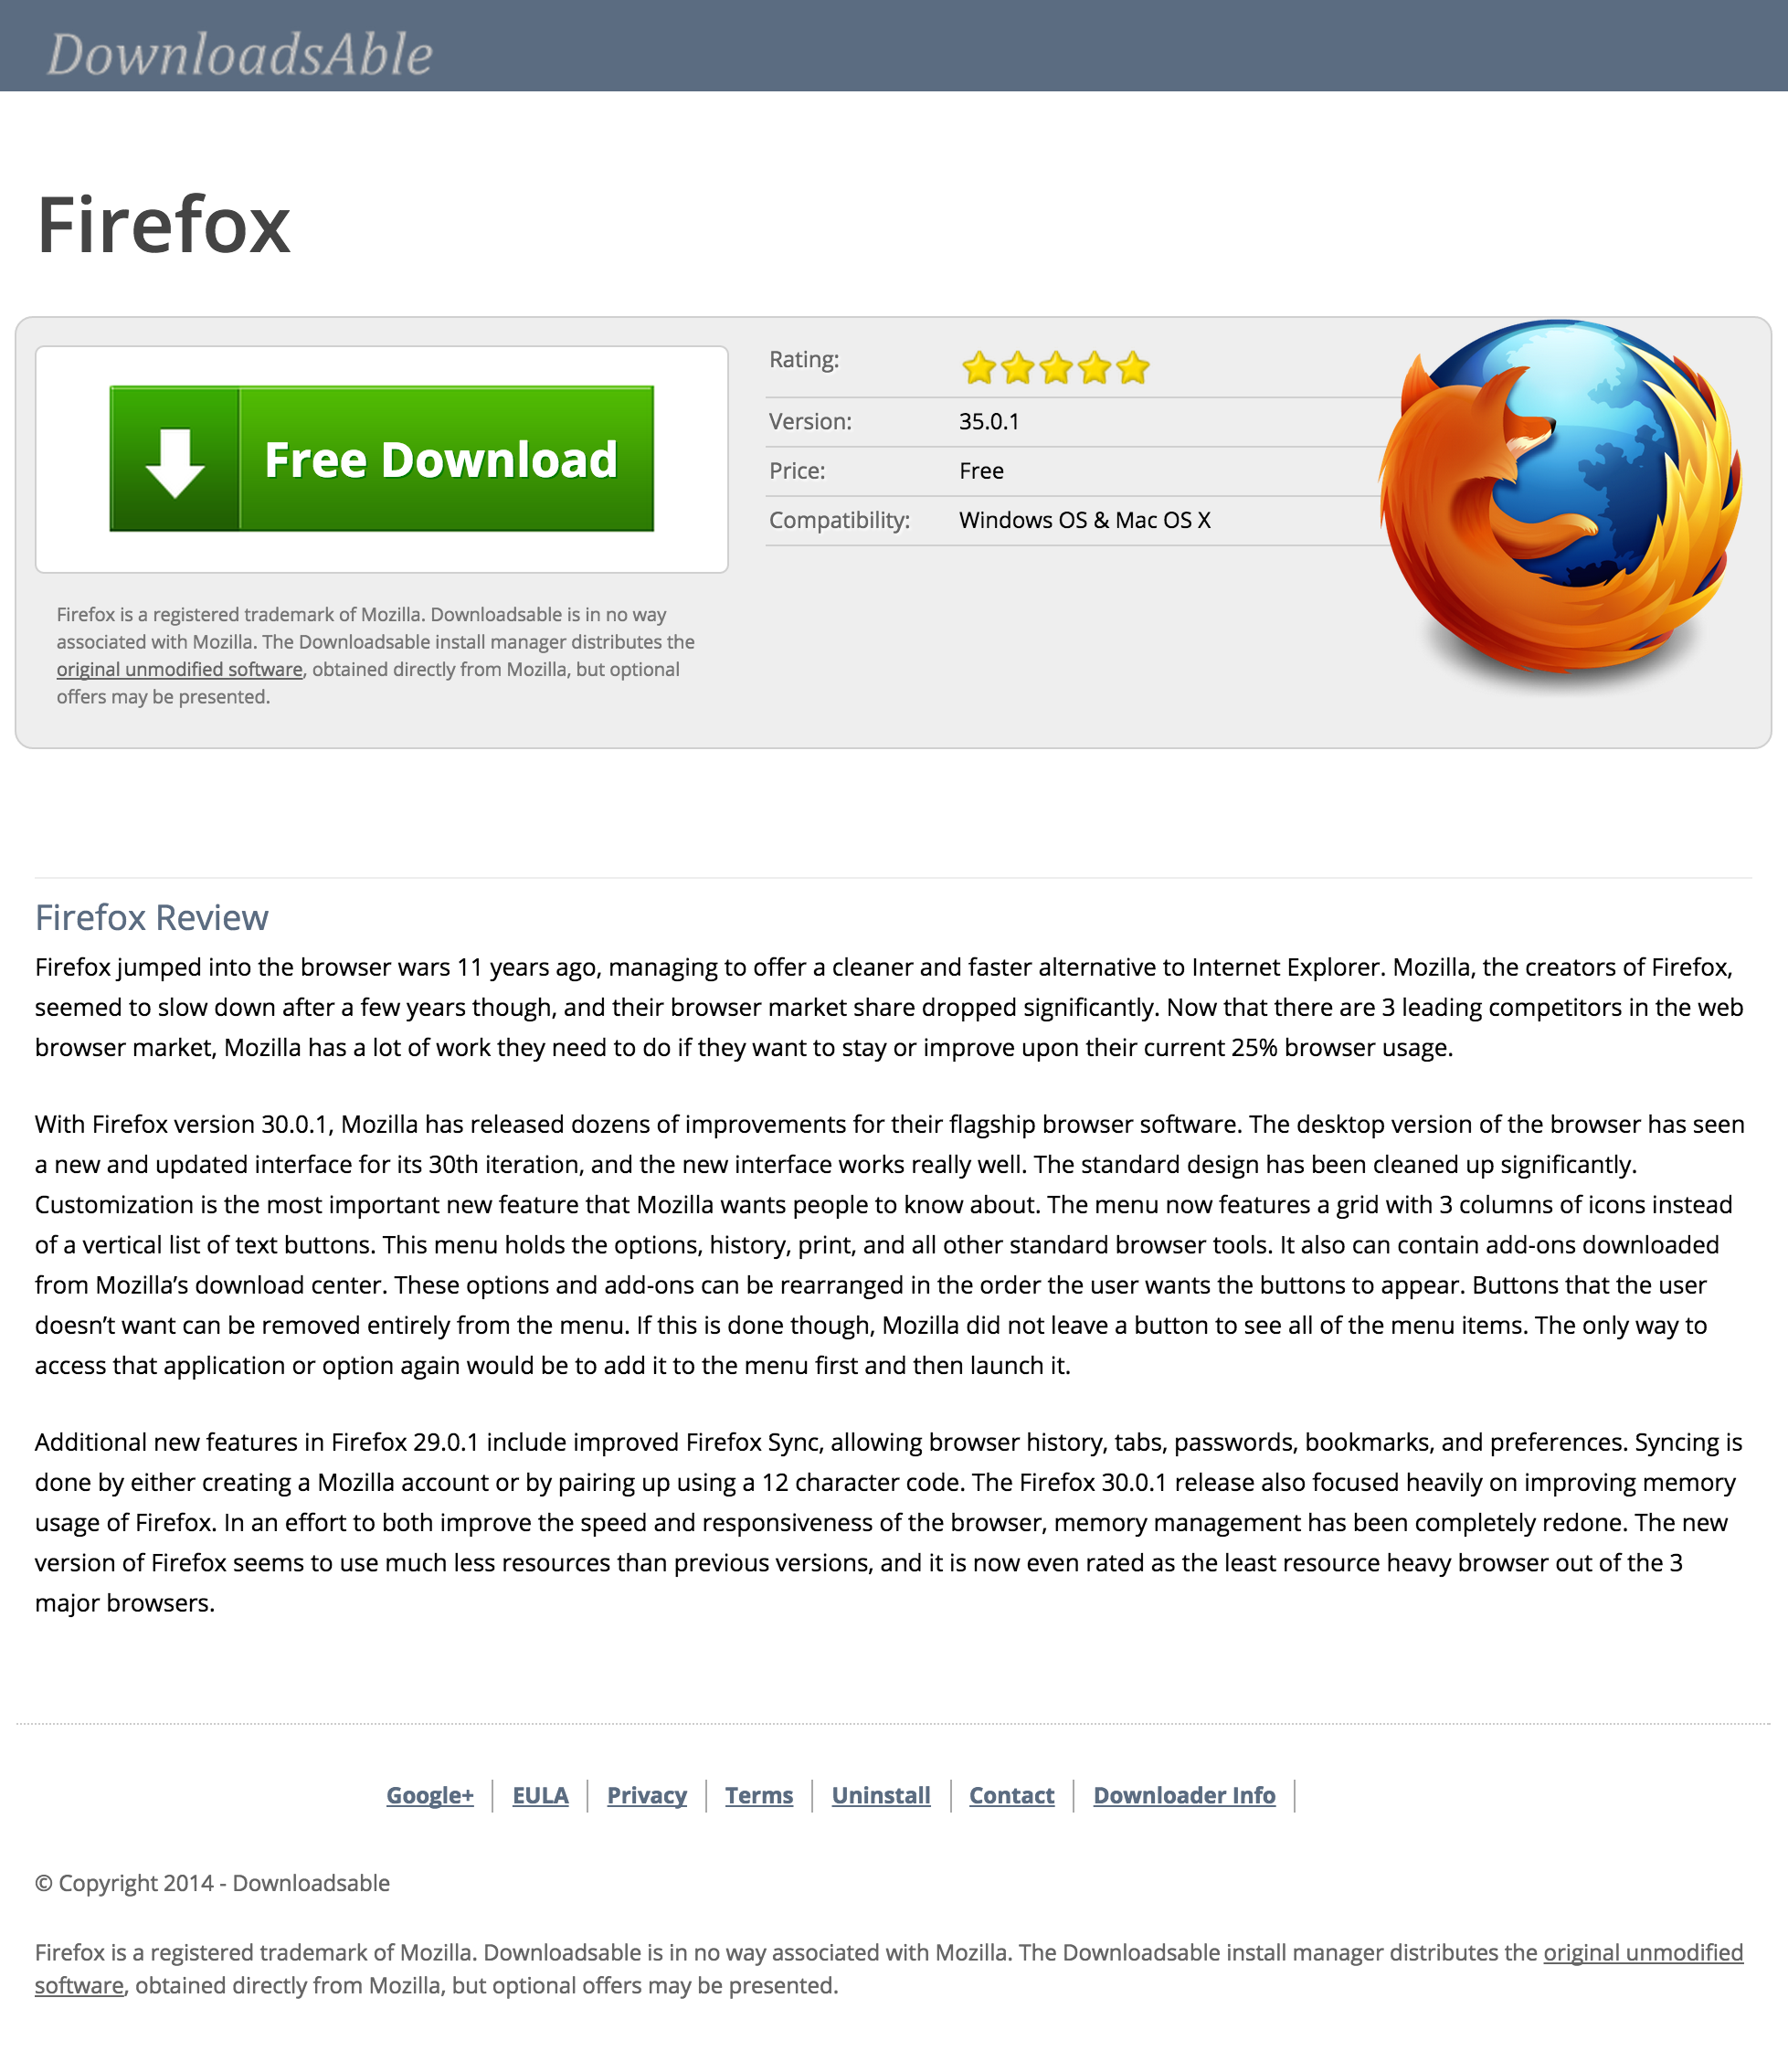 DownloadsAble
Firefox
Free Download
Rating:
Version: 35.0.1
Price: Free
Compatibility: Windows OS & Mac OS X
Firefox is a registered trademark of Mozilla. Downloadsable is in no way
associated with Mozilla. The Downloadsable install manager distributes the
original unmodified software, obtained directly from Mozilla, but optional
offers may be presented.
Firefox Review
Firefox jumped into the browser wars 11 years ago, managing to offer a cleaner and faster alternative to Internet Explorer. Mozilla, the creators of Firefox,
seemed to slow down after a few years though, and their browser market share dropped significantly. Now that there are 3 leading competitors in the web
browser market, Mozilla has a lot of work they need to do if they want to stay or improve upon their current 25% browser usage.
With Firefox version 30.0.1, Mozilla has released dozens of improvements for their flagship browser software. The desktop version of the browser has seen
a new and updated interface for its 30th iteration, and the new interface works really well. The standard design has been cleaned up significantly.
Customization is the most important new feature that Mozilla wants people to know about. The menu now features a grid with 3 columns of icons instead
of a vertical list of text buttons. This menu holds the options, history, print, and all other standard browser tools. It also can contain add-ons downloaded
from Mozilla’s download center. These options and add-ons can be rearranged in the order the user wants the buttons to appear. Buttons that the user
doesn’t want can be removed entirely from the menu. If this is done though, Mozilla did not leave a button to see all of the menu items. The only way to
access that application or option again would be to add it to the menu first and then launch it.
Additional new features in Firefox 29.0.1 include improved Firefox Sync, allowing browser history, tabs, passwords, bookmarks, and preferences. Syncing is
done by either creating a Mozilla account or by pairing up using a 12 character code. The Firefox 30.0.1 release also focused heavily on improving memory
usage of Firefox. In an effort to both improve the speed and responsiveness of the browser, memory management has been completely redone. The new
version of Firefox seems to use much less resources than previous versions, and it is now even rated as the least resource heavy browser out of the 3
major browsers.
Google+ | EULA | Privacy | Terms | Uninstall | Contact | Downloader Info |
© Copyright 2014 - Downloadsable
Firefox is a registered trademark of Mozilla. Downloadsable is in no way associated with Mozilla. The Downloadsable install manager distributes the original unmodified
software, obtained directly from Mozilla, but optional offers may be presented.